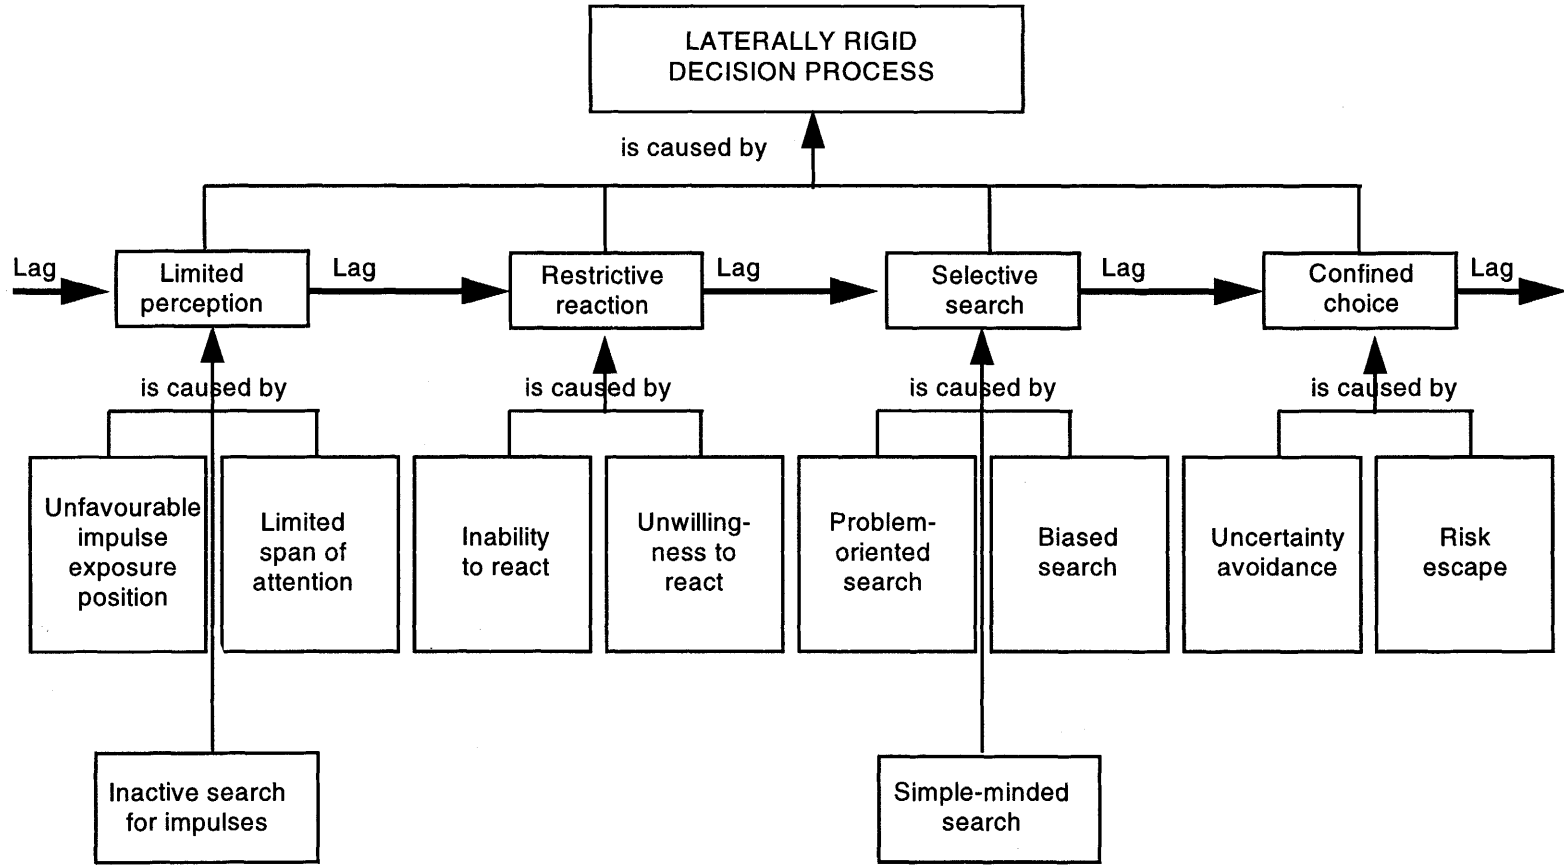 LATERALLY RIGID
DECISION PROCESS
is caused by
Lag
Limited
perception
Lag
Restrictive
reaction
Lag
Selective
search
Lag
Confined
choice
Lag
is caused by
is caused by
is caused by
is caused by
Unfavourable
impulse
exposure
position
Limited
span of
attention
Inability
to react
Unwilling-
ness to
react
Problem-
oriented
search
Biased
search
Uncertainty
avoidance
Risk
escape
Inactive search
for impulses
Simple-minded
search